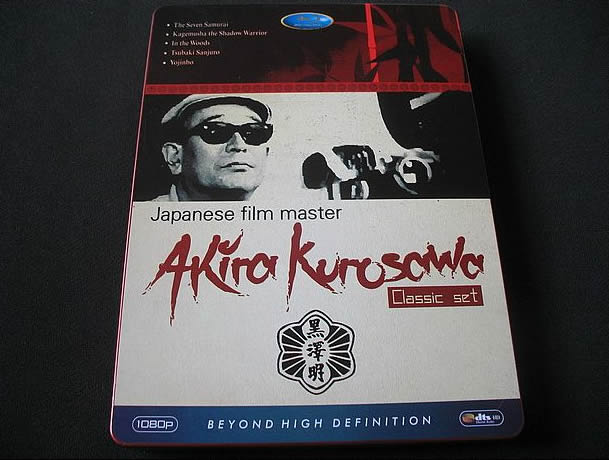 • The Seven Samurai
• Kagemusha the Shadow Warrior
• In the Woods
• Tsubaki Sanjuro
• Yojinbo
Japanese film master
Akira Kurosawa
Classic set
黑澤明
1080P
BEYOND HIGH DEFINITION
dts